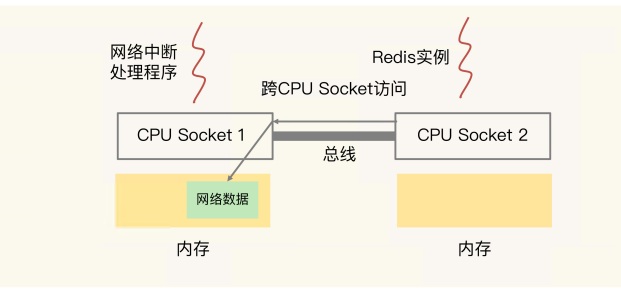 网络中断
处理程序
Redis实例
跨CPU Socket访问
CPU Socket 1
CPU Socket 2
总线
网络数据
内存
内存